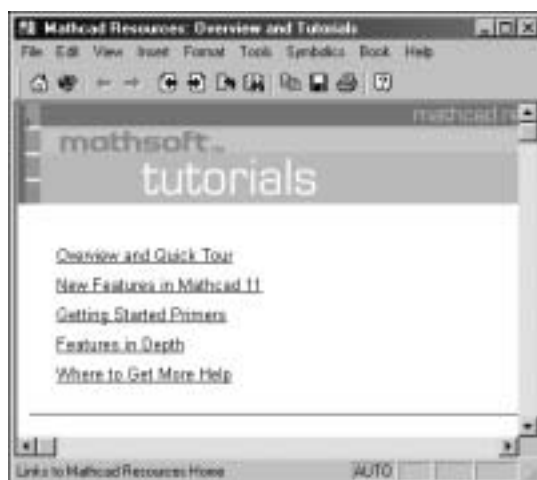 Mathcad Resources: Overview and Tutorials
File Edit View Insert Format Tools Symbolics Book Help
mathcad re
mathsoft™
tutorials
Overview and Quick Tour
New Features in Mathcad 11
Getting Started Primers
Features in Depth
Where to Get More Help
Links to Mathcad Resources Home AUTO